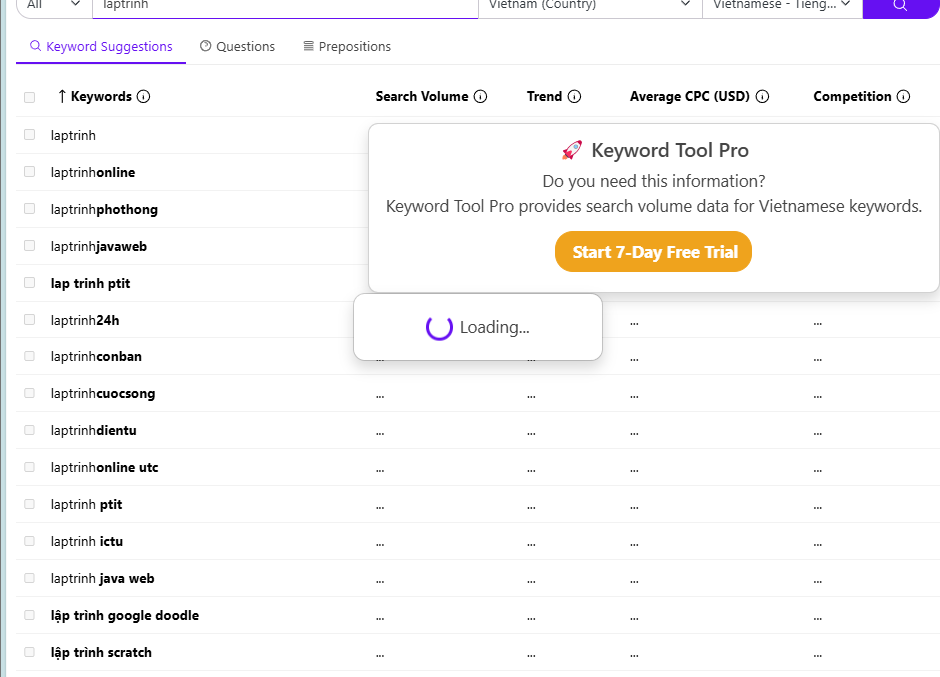 All laptrinh Vietnam (Country) Vietnamese - Tiếng...
Keyword Suggestions Questions Prepositions
↑ Keywords Search Volume Trend Average CPC (USD) Competition
laptrinh
🚀 Keyword Tool Pro
Do you need this information?
Keyword Tool Pro provides search volume data for Vietnamese keywords.
Start 7-Day Free Trial
laptrinhonline
laptrinhphothong
laptrinhjavaweb
lap trinh ptit
Loading...
laptrinh24h ... ...
laptrinhconban ... ... ... ...
laptrinhcuocsong ... ... ... ...
laptrinhdientu ... ... ... ...
laptrinhonline utc ... ... ... ...
laptrinh ptit ... ... ... ...
laptrinh ictu ... ... ... ...
laptrinh java web ... ... ... ...
lập trình google doodle ... ... ... ...
lập trình scratch ... ... ... ...